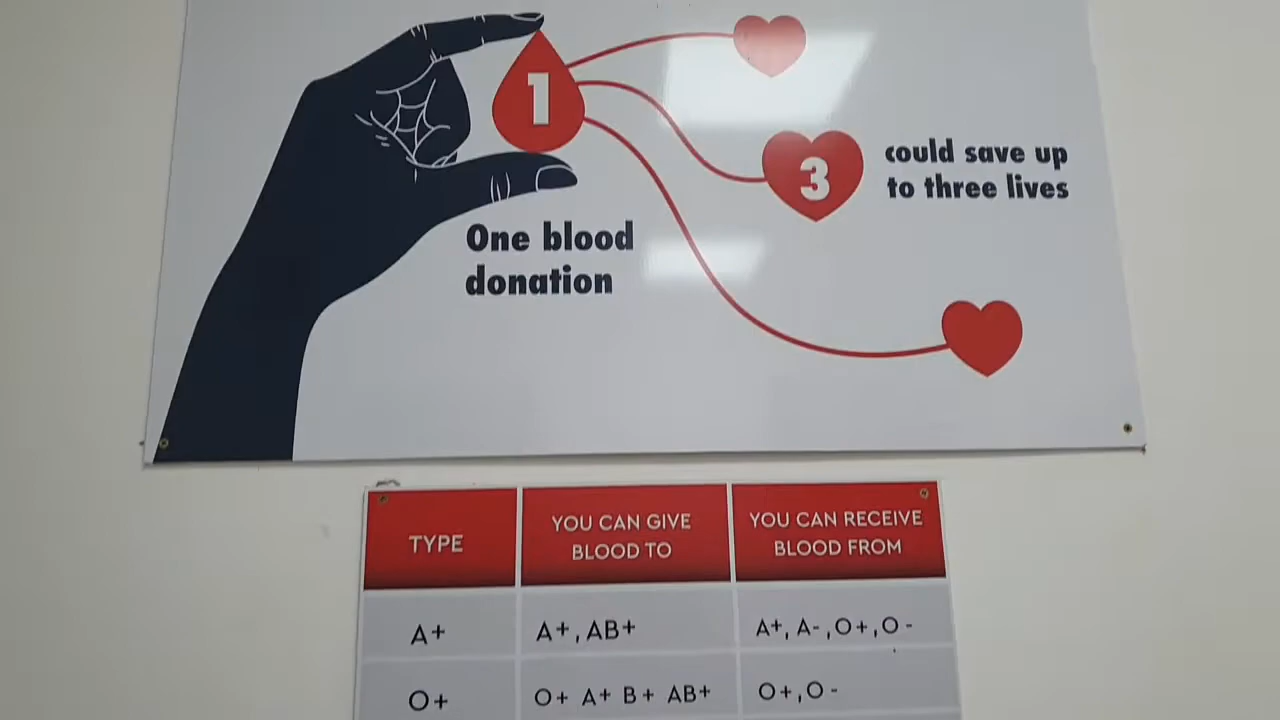 1
3
could save up
to three lives
One blood
donation
TYPE
YOU CAN GIVE
BLOOD TO
YOU CAN RECEIVE
BLOOD FROM
A+
A+, AB+
A+, A- ,O+,O -
O+
O+ A+ B+ AB+
O+,O -